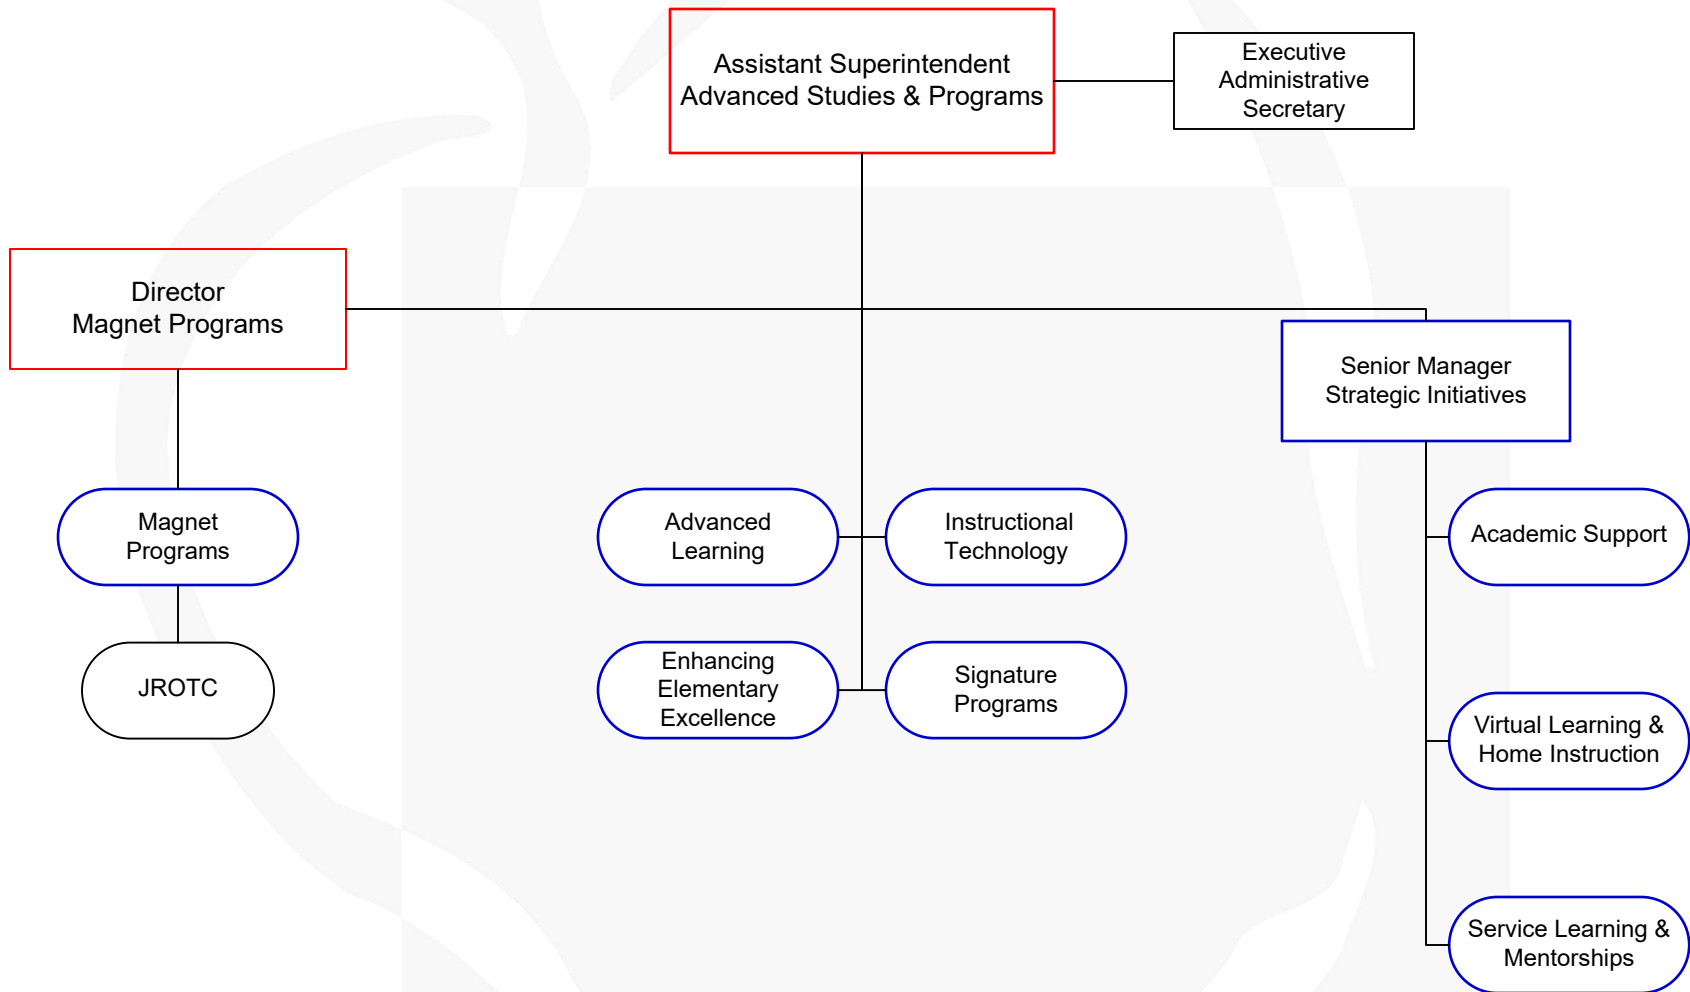 Assistant Superintendent
Advanced Studies & Programs
Executive
Administrative
Secretary
Director
Magnet Programs
Senior Manager
Strategic Initiatives
Magnet
Programs
JROTC
Advanced
Learning
Instructional
Technology
Enhancing
Elementary
Excellence
Signature
Programs
Academic Support
Virtual Learning &
Home Instruction
Service Learning &
Mentorships